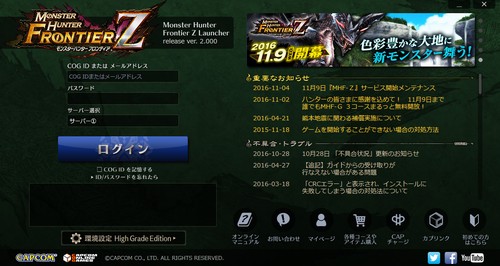 MONSTER HUNTER FRONTIER Z
モンスターハンター フロンティア
Monster Hunter
Frontier Z Launcher
release ver. 2.000
COG ID または メールアドレス
COG IDまたはメールアドレス
パスワード
サーバー選択
サーバー①
ログイン
COG IDを記憶する
ID/パスワードを忘れたら
環境設定 High Grade Edition
CAPCOM
©CAPCOM CO., LTD. ALL RIGHTS RESERVED.
MONSTER HUNTER FRONTIER Z
2016
11.9 開幕
色彩豊かな大地に
新モンスター舞う!
重要なお知らせ
2016-11-04 11月9日『MHF-Z』サービス開始メンテナンス
2016-11-02 ハンターの皆さまに感謝を込めて! 11月9日まで、
誰でもMHF-G 3コースまるっと無料開放!
2016-04-21 熊本地震に関わる補償実施について
2015-11-18 ゲームを開始することができない場合の対処方法
不具合・トラブル
2016-10-28 10月28日 「不具合状況」更新のお知らせ
2016-04-27 【追記】ガイドからの受け取りが
行なえない場合がある問題
2016-03-18 「CRCエラー」と表示され、インストールに
失敗してしまう場合の対処方法について
オンライン
マニュアル
お問い合わせ
マイページ
各種コースや
アイテム購入
CAP
チャージ
カプリンク
初めての方
はこちら
YouTube